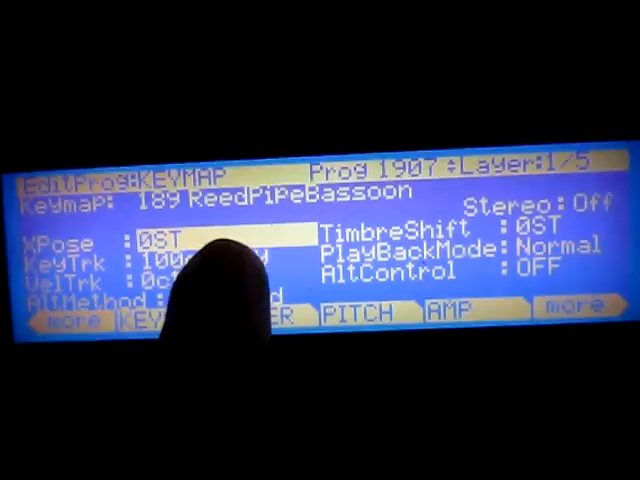 EditProg:KEYMAP Prog 1907 Layer:1/5
Keymap: 189 ReedPipeBassoon
Stereo:Off
XPose :0ST TimbreShift :0ST
KeyTrk PlayBackMode:Normal
VelTrk AltControl :OFF
AltMethod :
more PITCH AMP more